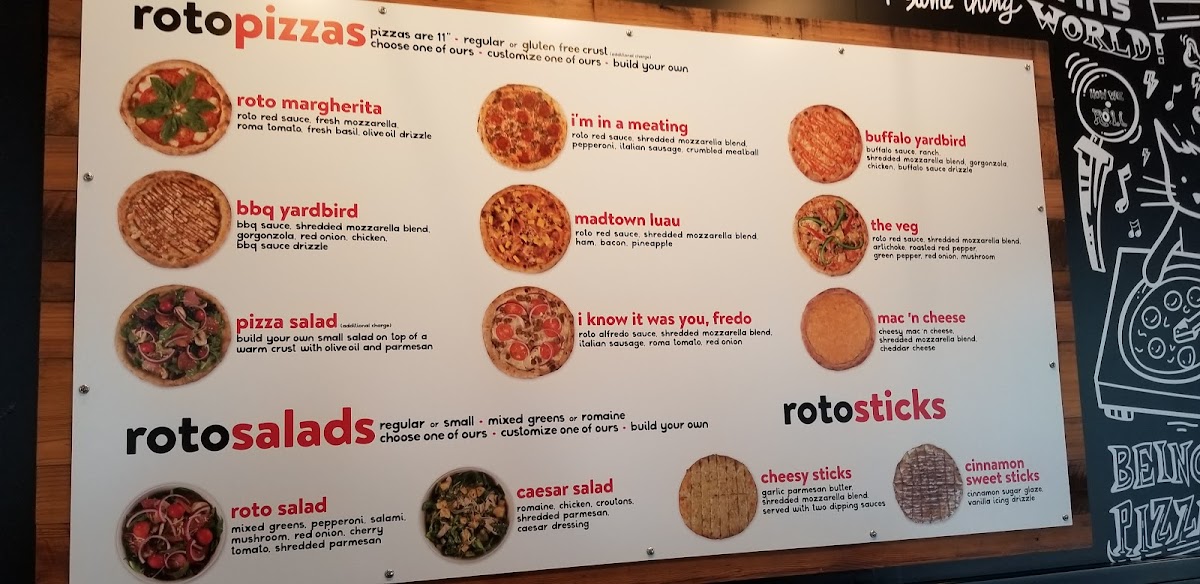 rotopizzas
pizzas are 11" - regular or gluten free crust (additional charge)
choose one of ours - customize one of ours - build your own
roto margherita
roto red sauce, fresh mozzarella,
roma tomato, fresh basil, olive oil drizzle
i'm in a meating
roto red sauce, shredded mozzarella blend,
pepperoni, italian sausage, crumbled meatball
buffalo yardbird
buffalo sauce, ranch,
shredded mozzarella blend, gorgonzola,
chicken, buffalo sauce drizzle
bbq yardbird
bbq sauce, shredded mozzarella blend,
gorgonzola, red onion, chicken,
bbq sauce drizzle
madtown luau
roto red sauce, shredded mozzarella blend,
ham, bacon, pineapple
the veg
roto red sauce, shredded mozzarella blend,
artichoke, roasted red pepper,
green pepper, red onion, mushroom
pizza salad (additional charge)
build your own small salad on top of a
warm crust with olive oil and parmesan
i know it was you, fredo
roto alfredo sauce, shredded mozzarella blend,
italian sausage, roma tomato, red onion
mac 'n cheese
cheesy mac n cheese,
shredded mozzarella blend,
cheddar cheese
rotosalads
regular or small - mixed greens or romaine
choose one of ours - customize one of ours - build your own
roto salad
mixed greens, pepperoni, salami,
mushroom, red onion, cherry
tomato, shredded parmesan
caesar salad
romaine, chicken, croutons,
shredded parmesan,
caesar dressing
rotosticks
cheesy sticks
garlic parmesan butter,
shredded mozzarella blend,
served with two dipping sauces
cinnamon
sweet sticks
cinnamon sugar glaze,
vanilla icing drizzle
same thing
WORLD!
HOW WE
ROLL
BEING
PIZZ